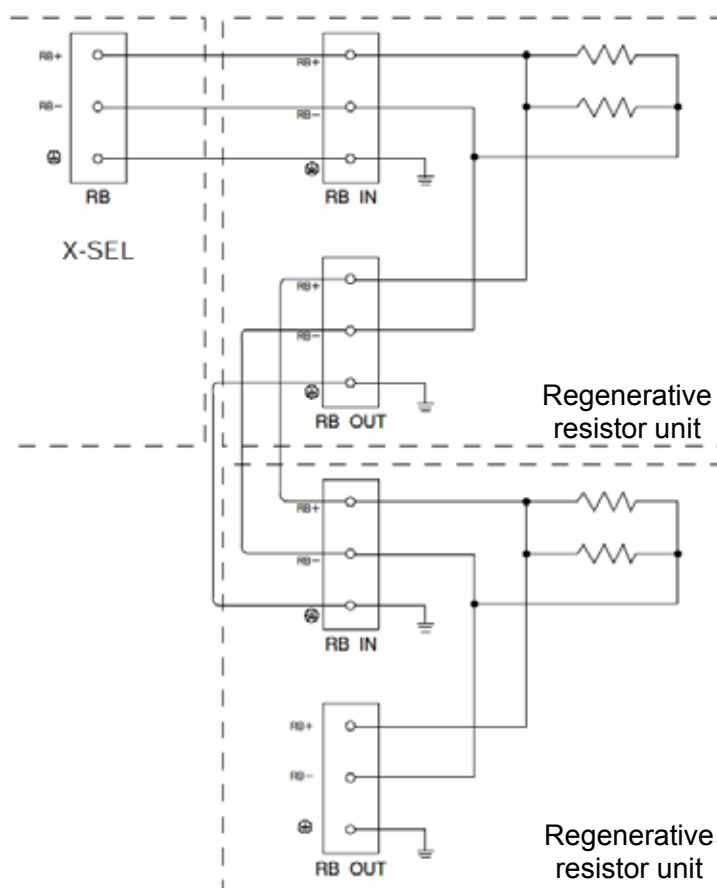 RB+
RB−
RB
X-SEL
RB+
RB−
RB IN
RB+
RB−
RB OUT
Regenerative
resistor unit
RB+
RB−
RB IN
RB+
RB−
RB OUT
Regenerative
resistor unit